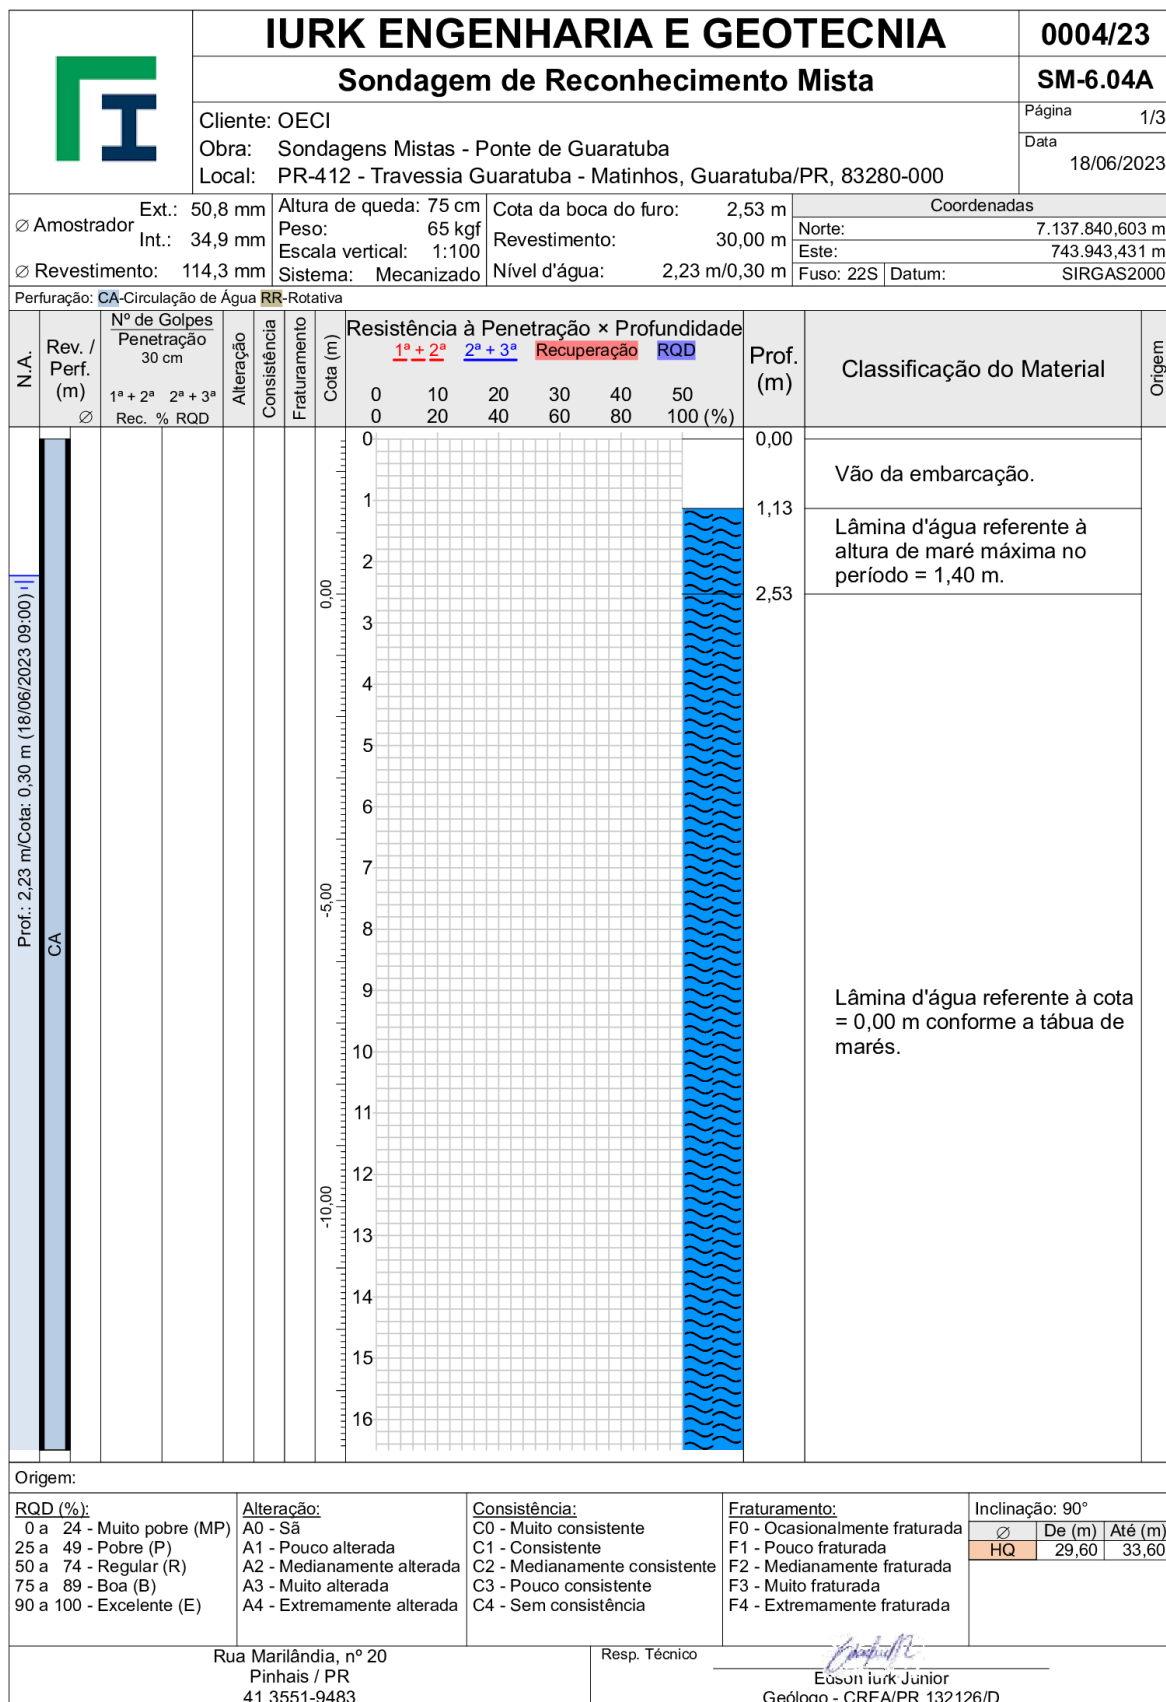 IURK ENGENHARIA E GEOTECNIA
0004/23
Sondagem de Reconhecimento Mista
SM-6.04A
Cliente: OECI
Obra: Sondagens Mistas - Ponte de Guaratuba
Local: PR-412 - Travessia Guaratuba - Matinhos, Guaratuba/PR, 83280-000
Página 1/3
Data
18/06/2023
∅ Amostrador Ext.: 50,8 mm
Int.: 34,9 mm
∅ Revestimento: 114,3 mm
Altura de queda: 75 cm
Peso: 65 kgf
Escala vertical: 1:100
Sistema: Mecanizado
Cota da boca do furo: 2,53 m
Revestimento: 30,00 m
Nível d'água: 2,23 m/0,30 m
Coordenadas
Norte: 7.137.840,603 m
Este: 743.943,431 m
Fuso: 22S Datum: SIRGAS2000
Perfuração: CA-Circulação de Água RR-Rotativa
N.A.
Rev. /
Perf.
(m)
∅
Nº de Golpes
Penetração
30 cm
1ª + 2ª 2ª + 3ª
Rec. % RQD
Alteração
Consistência
Fraturamento
Cota (m)
Resistência à Penetração × Profundidade
1ª + 2ª 2ª + 3ª Recuperação RQD
0 10 20 30 40 50
0 20 40 60 80 100 (%)
Prof.
(m)
Classificação do Material
Origem
0
1
2
3
4
5
6
7
8
9
10
11
12
13
14
15
16
0,00
-5,00
-10,00
Prof.: 2,23 m/Cota: 0,30 m (18/06/2023 09:00)
CA
0,00
Vão da embarcação.
1,13
Lâmina d'água referente à
altura de maré máxima no
período = 1,40 m.
2,53
Lâmina d'água referente à cota
= 0,00 m conforme a tábua de
marés.
Origem:
RQD (%):
0 a 24 - Muito pobre (MP)
25 a 49 - Pobre (P)
50 a 74 - Regular (R)
75 a 89 - Boa (B)
90 a 100 - Excelente (E)
Alteração:
A0 - Sã
A1 - Pouco alterada
A2 - Medianamente alterada
A3 - Muito alterada
A4 - Extremamente alterada
Consistência:
C0 - Muito consistente
C1 - Consistente
C2 - Medianamente consistente
C3 - Pouco consistente
C4 - Sem consistência
Fraturamento:
F0 - Ocasionalmente fraturada
F1 - Pouco fraturada
F2 - Medianamente fraturada
F3 - Muito fraturada
F4 - Extremamente fraturada
Inclinação: 90°
∅ De (m) Até (m)
HQ 29,60 33,60
Rua Marilândia, nº 20
Pinhais / PR
41 3551-9483
Resp. Técnico
Edson Iurk Junior
Geólogo - CREA/PR 132126/D